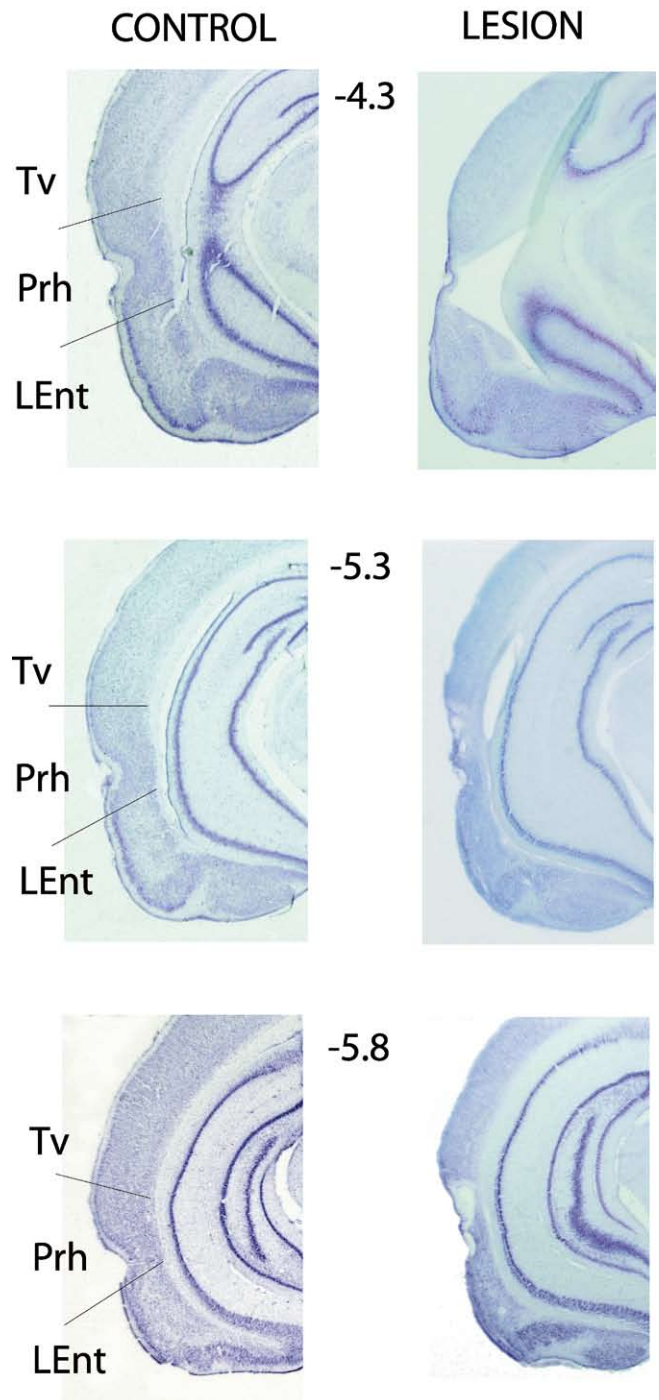 CONTROL LESION
-4.3
Tv
Prh
LEnt
-5.3
Tv
Prh
LEnt
-5.8
Tv
Prh
LEnt